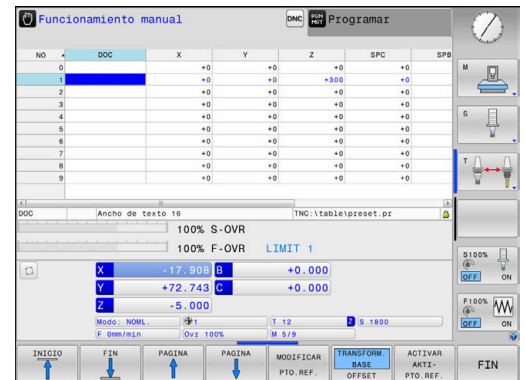 Funcionamiento manual DNC PGM MGT Programar
NO DOC X Y Z SPC SPB
0 +0 +0 +0 +0
1 +0 +0 +300 +0
2 +0 +0 +0 +0
3 +0 +0 +0 +0
4 +0 +0 +0 +0
5 +0 +0 +0 +0
6 +0 +0 +0 +0
7 +0 +0 +0 +0
8 +0 +0 +0 +0
9 +0 +0 +0 +0
DOC Ancho de texto 16 TNC:\table\preset.pr
100% S-OVR
100% F-OVR LIMIT 1
X -17.908 B +0.000
Y +72.743 C +0.000
Z -5.000
Modo: NOML. 1 T 12 Z S 1800
F 0mm/min Ovr 100% M 5/9
M
S
T
S100%
OFF ON
F100%
OFF ON
INICIO
FIN
PAGINA
PAGINA
MODIFICAR
PTO.REF.
TRANSFORM.
BASE
OFFSET
ACTIVAR
AKTI-
PTO.REF.
FIN